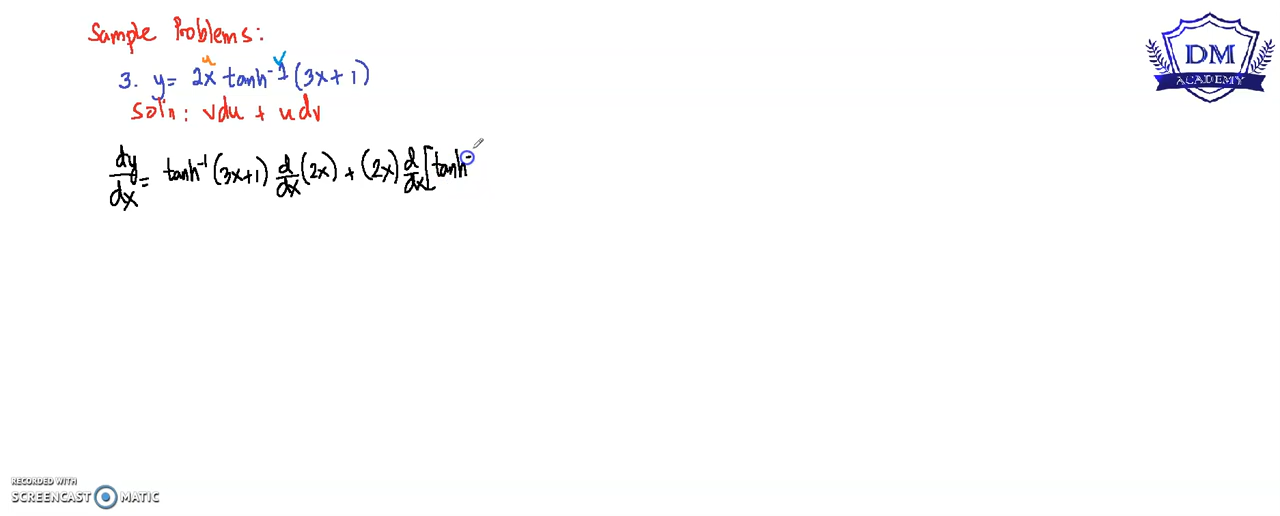 Sample Problems:
DM
ACADEMY
u v
3. y = 2x tanh⁻¹ (3x + 1)
Sol'n: vdu + udv
dy/dx = tanh⁻¹ (3x+1) d/dx (2x) + (2x) d/dx [tanh⁻
RECORDED WITH
SCREENCAST MATIC